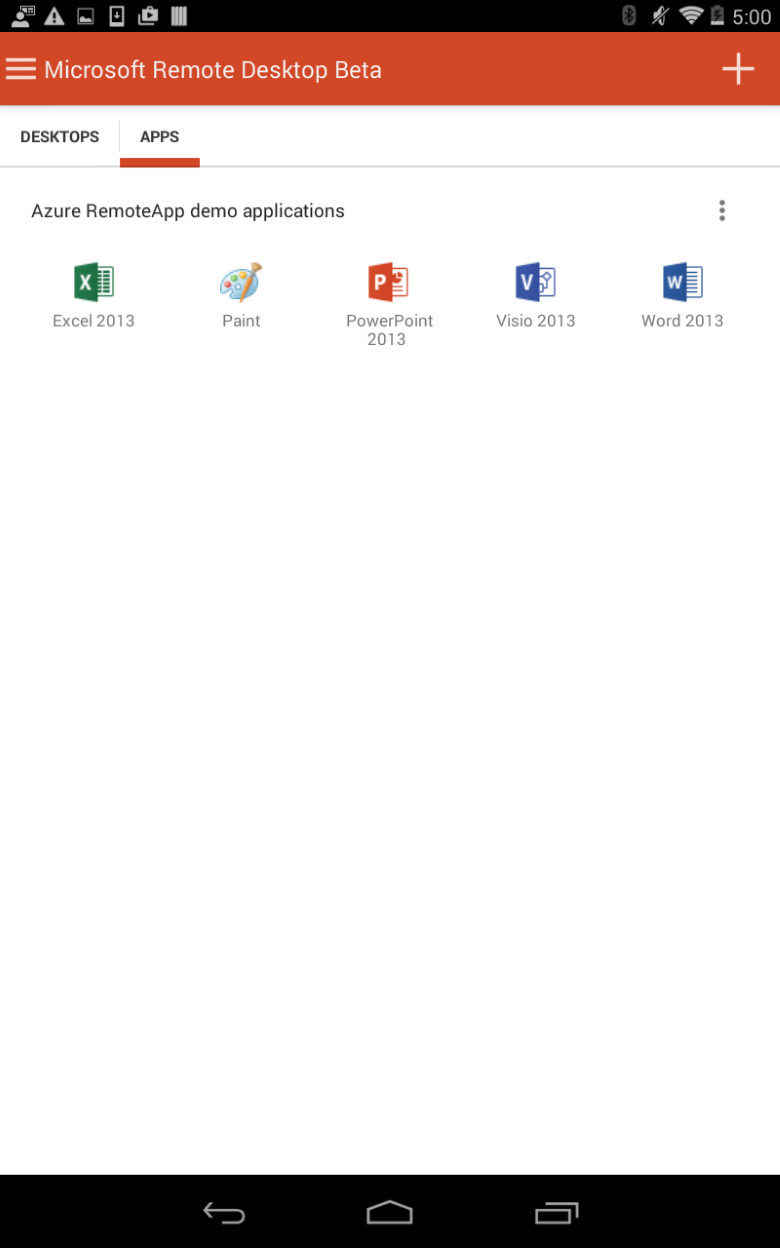 5:00
Microsoft Remote Desktop Beta
DESKTOPS APPS
Azure RemoteApp demo applications
X P V W
Excel 2013 Paint PowerPoint Visio 2013 Word 2013
2013